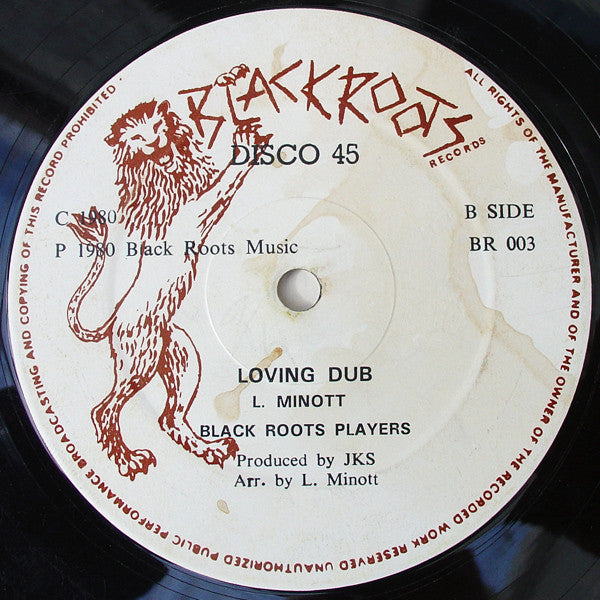 BLACKROOTS
RECORDS
DISCO 45
C 1980
P 1980 Black Roots Music
B SIDE
BR 003
LOVING DUB
L. MINOTT
BLACK ROOTS PLAYERS
Produced by JKS
Arr. by L. Minott
ALL RIGHTS OF THE MANUFACTURER AND OF THE OWNER OF THE RECORDED WORK RESERVED UNAUTHORIZED PUBLIC PERFORMANCE BROADCASTING AND COPYING OF THIS RECORD PROHIBITED